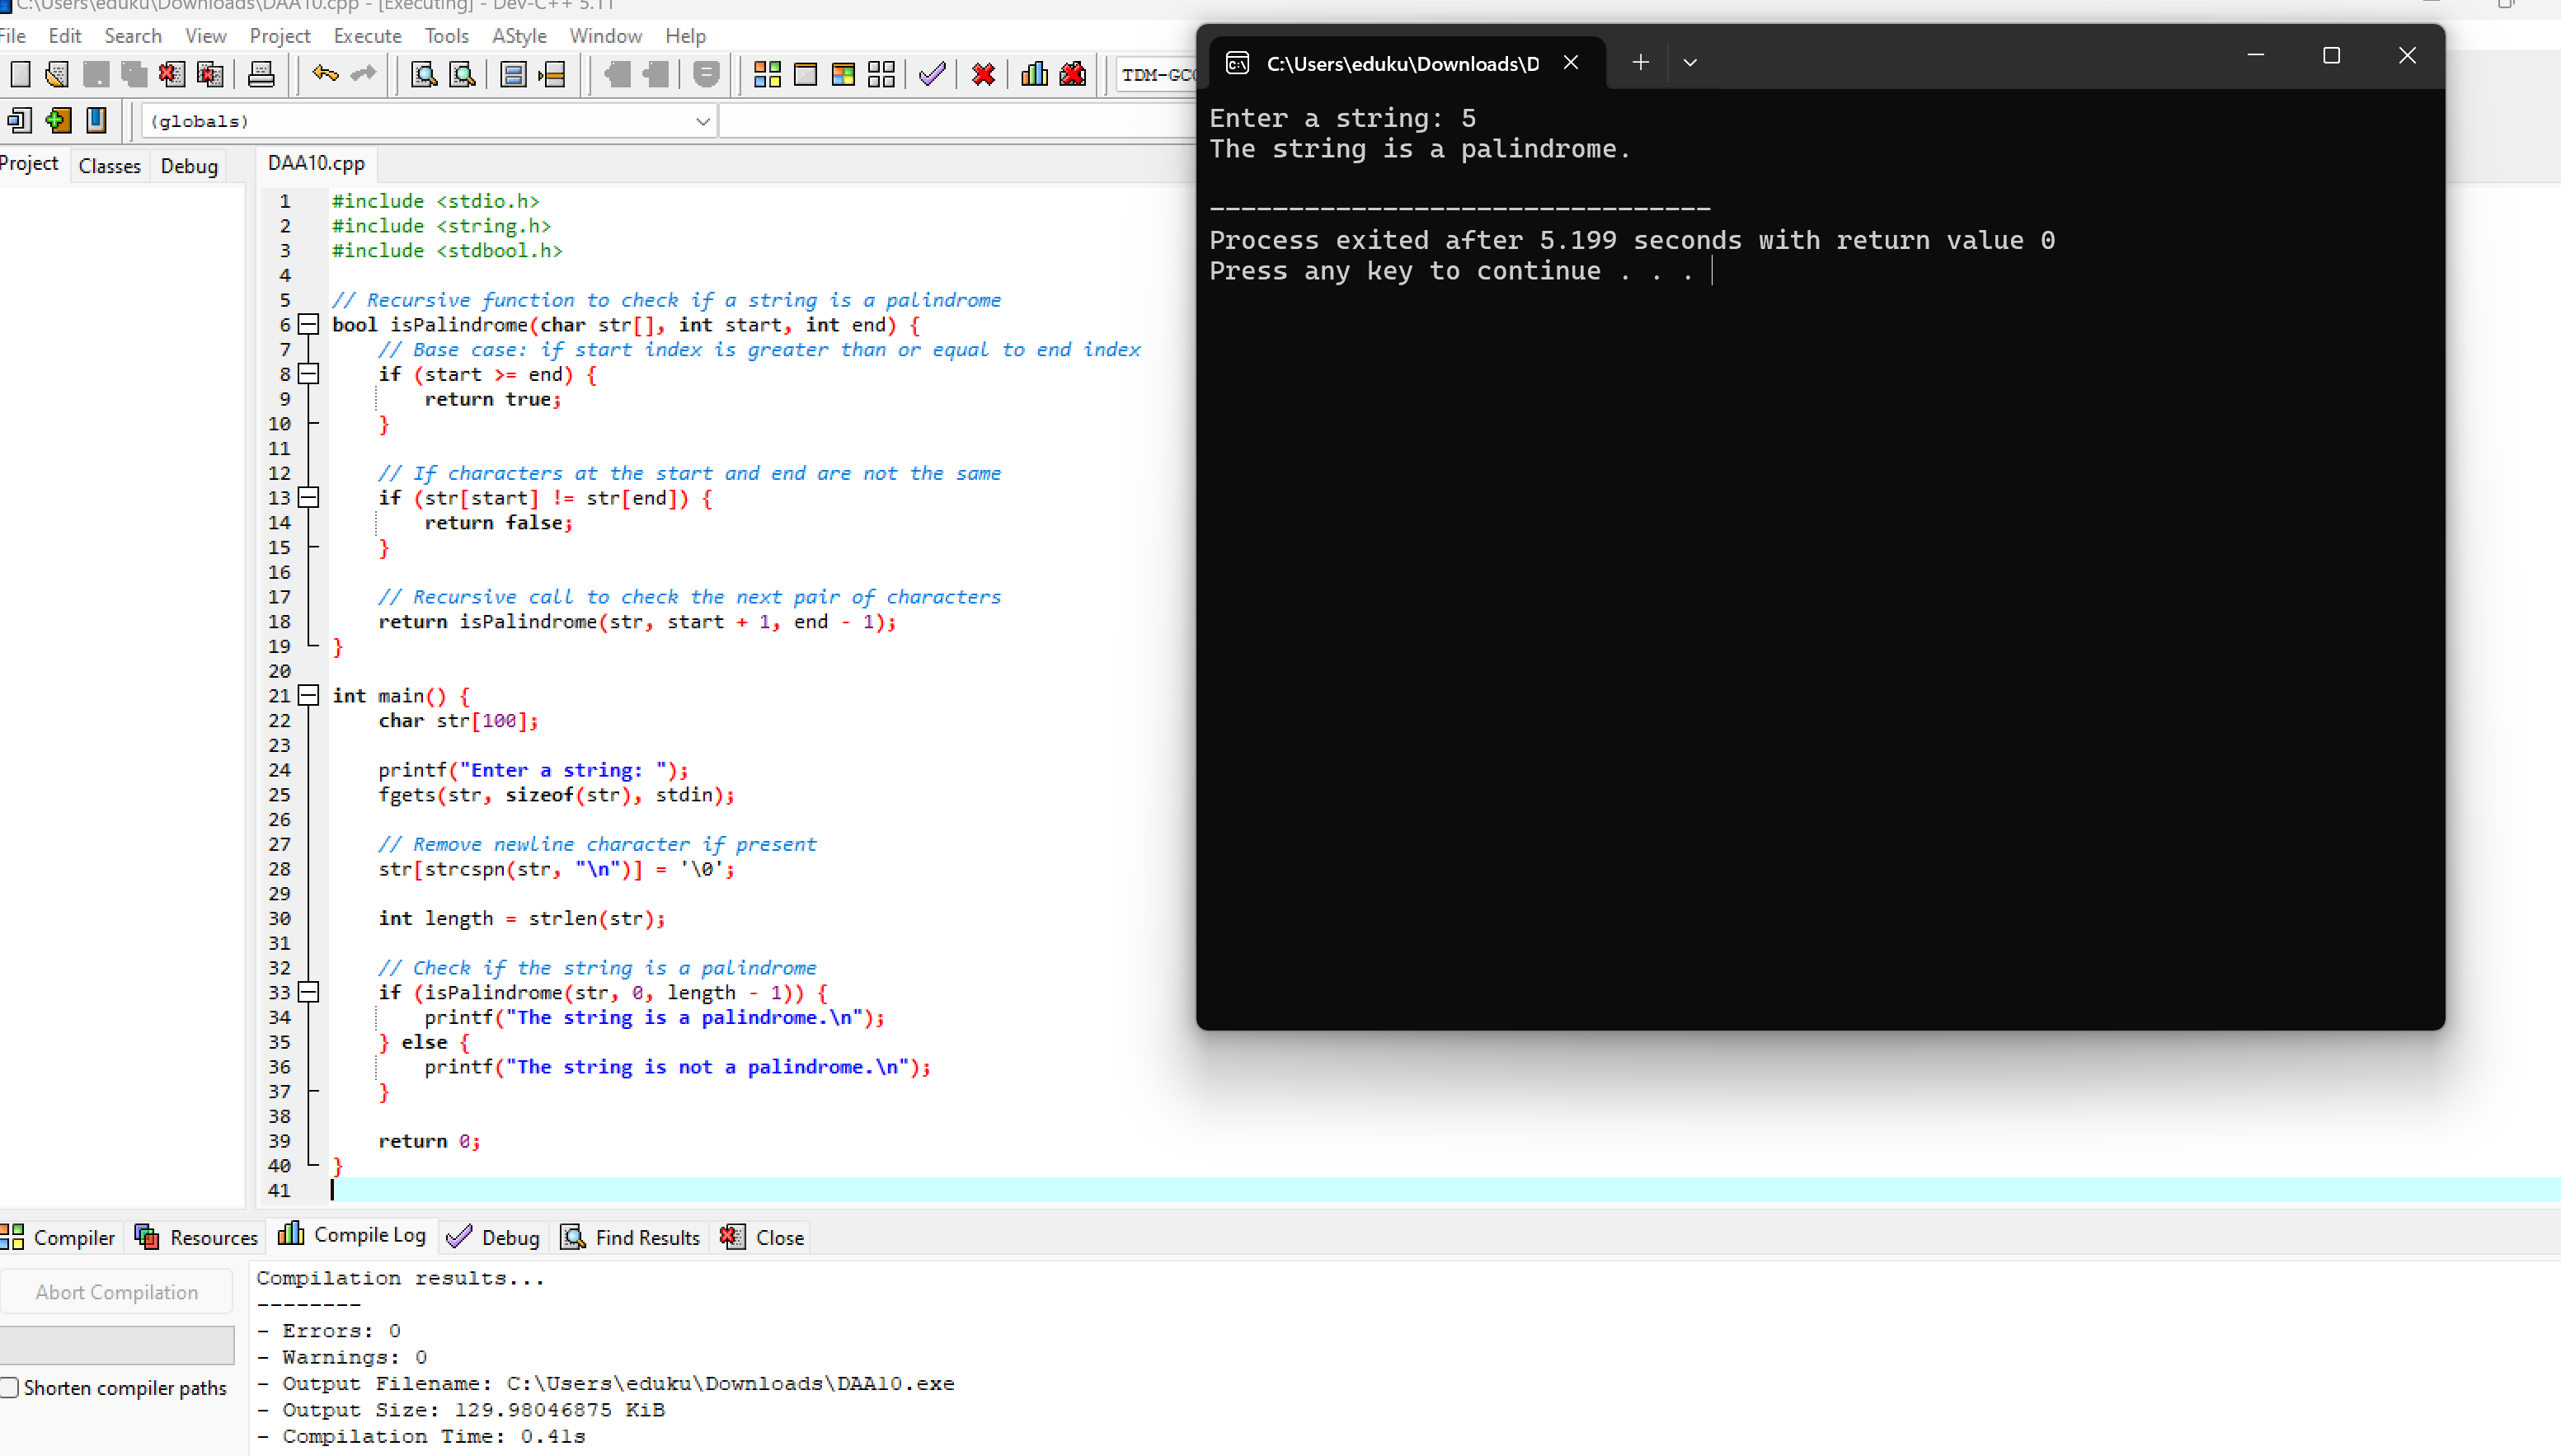 C:\Users\eduku\Downloads\DAA10.cpp - [Executing] - Dev-C++ 5.11
File Edit Search View Project Execute Tools AStyle Window Help
TDM-GCC
(globals)
Project Classes Debug
DAA10.cpp
1 #include <stdio.h>
2 #include <string.h>
3 #include <stdbool.h>
4
5 // Recursive function to check if a string is a palindrome
6 bool isPalindrome(char str[], int start, int end) {
7 // Base case: if start index is greater than or equal to end index
8 if (start >= end) {
9 return true;
10 }
11
12 // If characters at the start and end are not the same
13 if (str[start] != str[end]) {
14 return false;
15 }
16
17 // Recursive call to check the next pair of characters
18 return isPalindrome(str, start + 1, end - 1);
19 }
20
21 int main() {
22 char str[100];
23
24 printf("Enter a string: ");
25 fgets(str, sizeof(str), stdin);
26
27 // Remove newline character if present
28 str[strcspn(str, "\n")] = '\0';
29
30 int length = strlen(str);
31
32 // Check if the string is a palindrome
33 if (isPalindrome(str, 0, length - 1)) {
34 printf("The string is a palindrome.\n");
35 } else {
36 printf("The string is not a palindrome.\n");
37 }
38
39 return 0;
40 }
41
C:\Users\eduku\Downloads\D
Enter a string: 5
The string is a palindrome.
--------------------------------
Process exited after 5.199 seconds with return value 0
Press any key to continue . . .
Compiler Resources Compile Log Debug Find Results Close
Abort Compilation
Shorten compiler paths
Compilation results...
--------
- Errors: 0
- Warnings: 0
- Output Filename: C:\Users\eduku\Downloads\DAA10.exe
- Output Size: 129.98046875 KiB
- Compilation Time: 0.41s